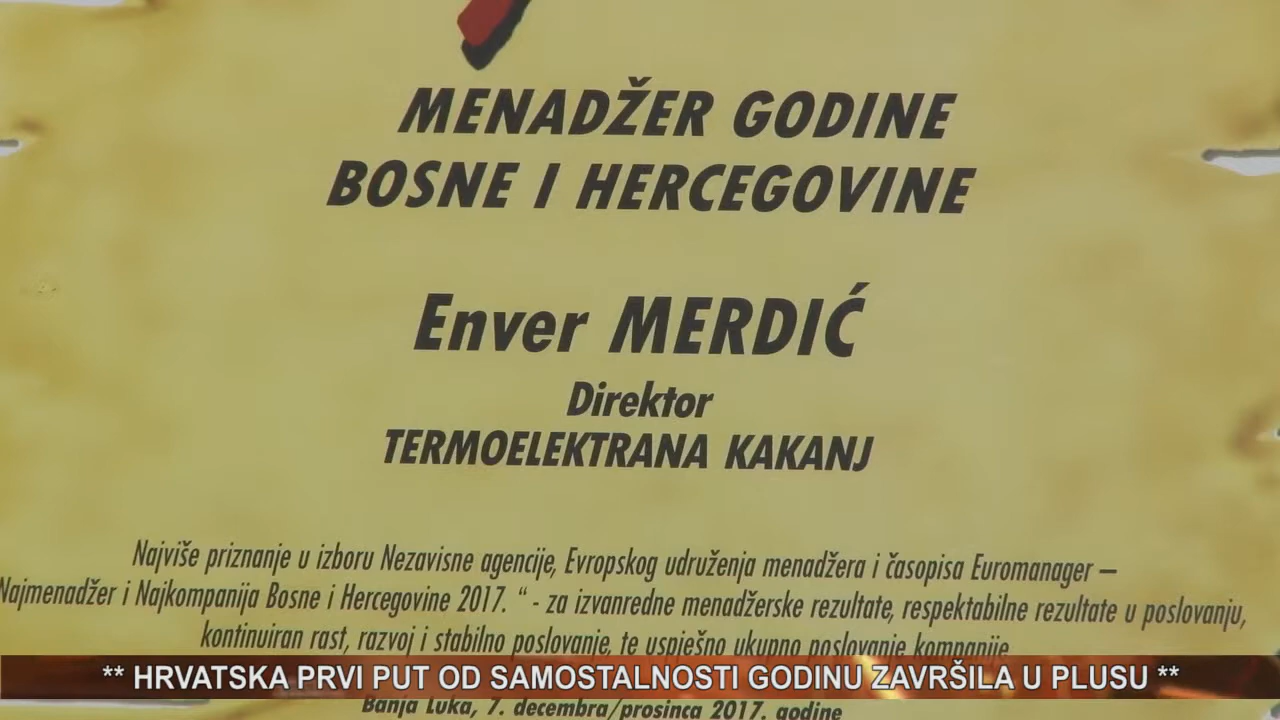 MENADŽER GODINE
BOSNE I HERCEGOVINE
Enver MERDIĆ
Direktor
TERMOELEKTRANA KAKANJ
Najviše priznanje u izboru Nezavisne agencije, Evropskog udruženja menadžera i časopisa Euromanager –
Najmenadžer i Najkompanija Bosne i Hercegovine 2017. “ - za izvanredne menadžerske rezultate, respektabilne rezultate u poslovanju,
kontinuiran rast, razvoj i stabilno poslovanje, te uspješno ukupno poslovanje kompanije
** HRVATSKA PRVI PUT OD SAMOSTALNOSTI GODINU ZAVRŠILA U PLUSU **
Banja Luka, 7. decembra/prosinca 2017. godine